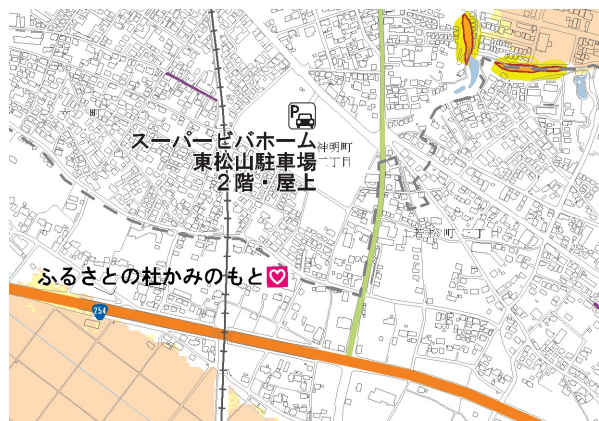 P
スーパービバホーム
東松山駐車場
2階・屋上
神明町
二丁目
若松町二丁目
ふるさとの杜かみのもと
254